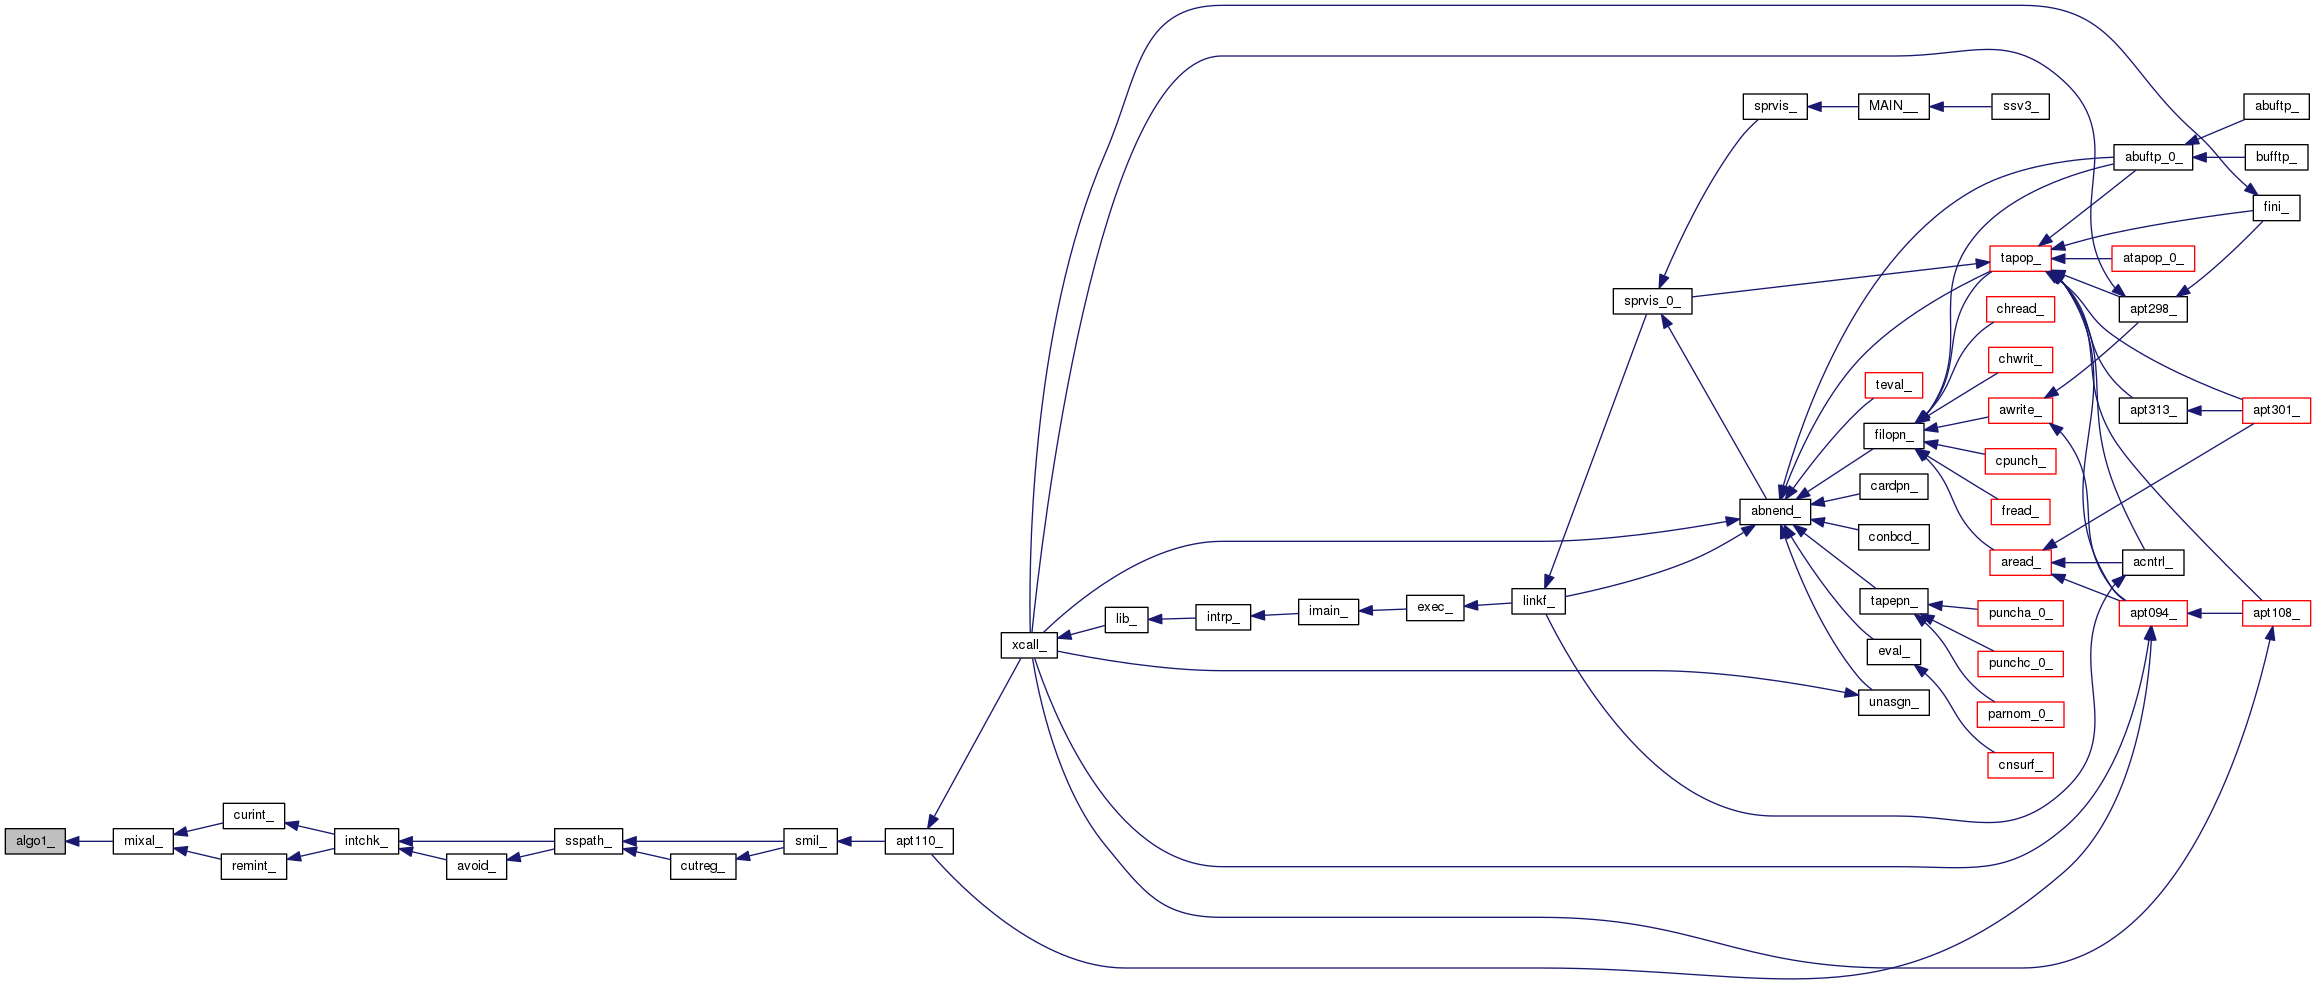 algo1_
mixal_
curint_
remint_
intchk_
avoid_
sspath_
cutreg_
smil_
apt110_
xcall_
lib_
intrp_
imain_
exec_
linkf_
sprvis_0_
sprvis_
MAIN__
ssv3_
abnend_
teval_
filopn_
cardpn_
conbcd_
tapepn_
eval_
unasgn_
tapop_
chread_
chwrit_
awrite_
cpunch_
fread_
aread_
puncha_0_
punchc_0_
parnom_0_
cnsurf_
abuftp_0_
atapop_0_
apt298_
apt313_
acntrl_
apt094_
abuftp_
bufftp_
fini_
apt301_
apt108_